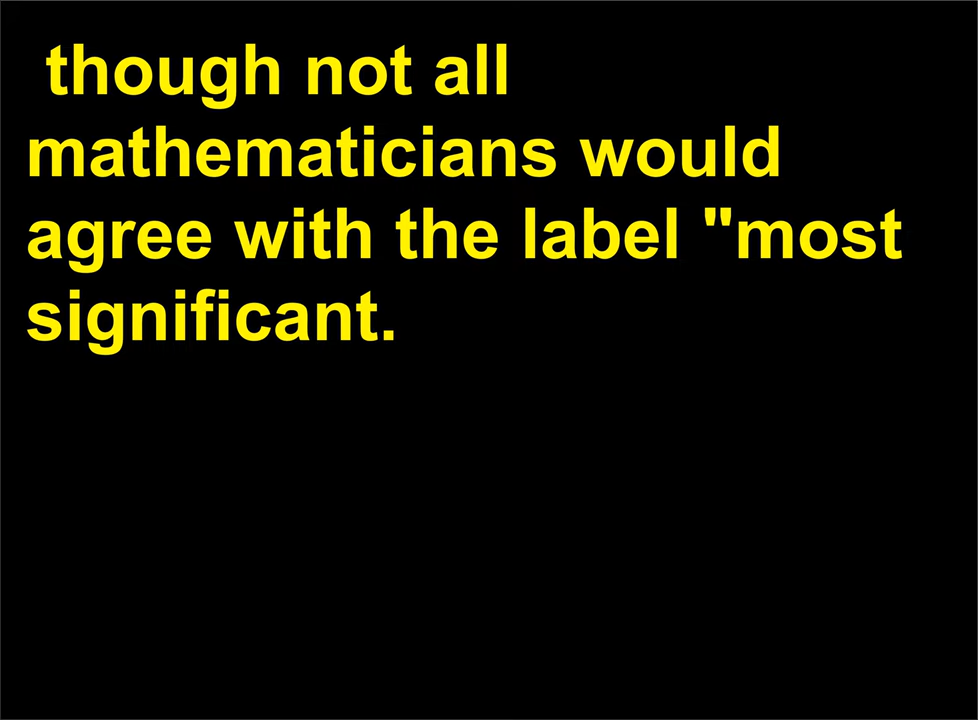 though not all
mathematicians would
agree with the label "most
significant.